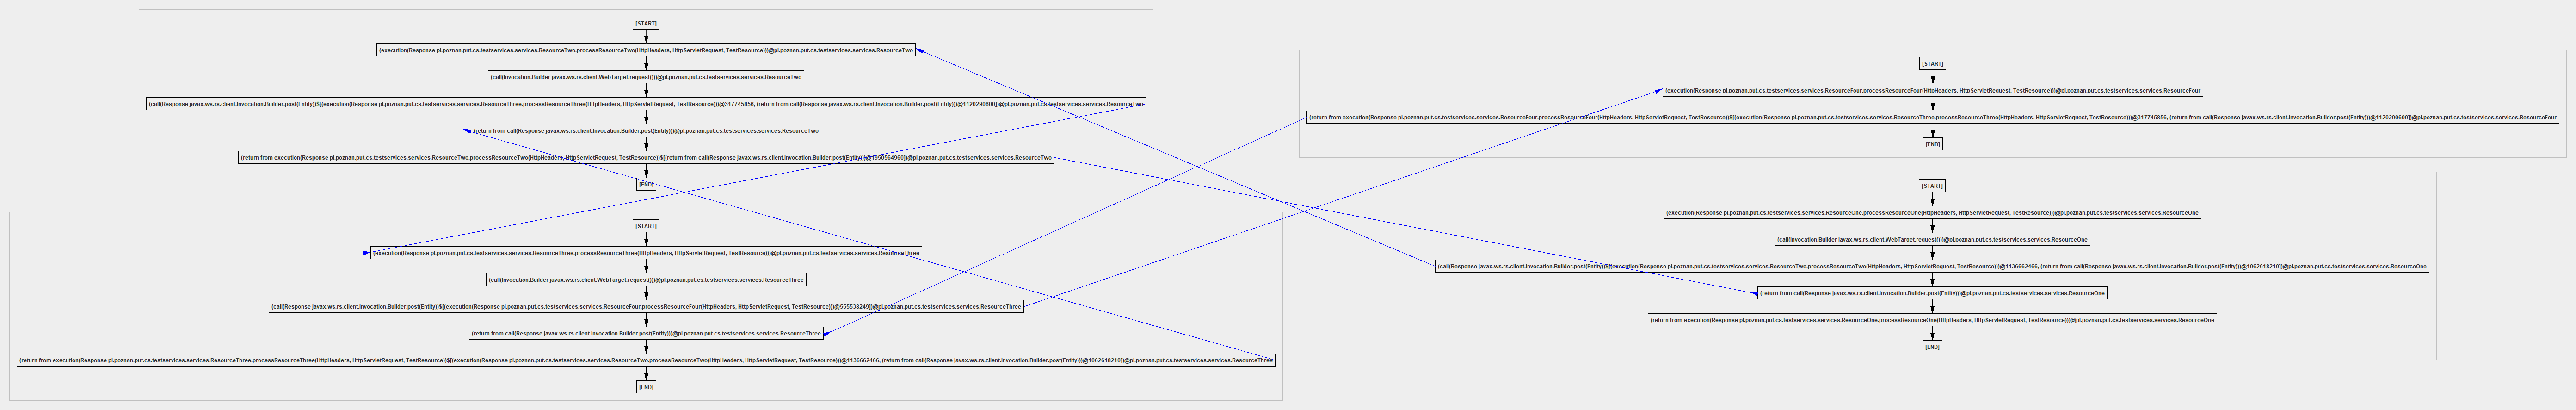 [START]
(execution(Response pl.poznan.put.cs.testservices.services.ResourceTwo.processResourceTwo(HttpHeaders, HttpServletRequest, TestResource)))@pl.poznan.put.cs.testservices.services.ResourceTwo
(call(Invocation.Builder javax.ws.rs.client.WebTarget.request()))@pl.poznan.put.cs.testservices.services.ResourceTwo
(call(Response javax.ws.rs.client.Invocation.Builder.post(Entity))$[(execution(Response pl.poznan.put.cs.testservices.services.ResourceThree.processResourceThree(HttpHeaders, HttpServletRequest, TestResource)))@317745856, (return from call(Response javax.ws.rs.client.Invocation.Builder.post(Entity)))@1120290600])@pl.poznan.put.cs.testservices.services.ResourceTwo
(return from call(Response javax.ws.rs.client.Invocation.Builder.post(Entity)))@pl.poznan.put.cs.testservices.services.ResourceTwo
(return from execution(Response pl.poznan.put.cs.testservices.services.ResourceTwo.processResourceTwo(HttpHeaders, HttpServletRequest, TestResource))$[(return from call(Response javax.ws.rs.client.Invocation.Builder.post(Entity)))@1950564960])@pl.poznan.put.cs.testservices.services.ResourceTwo
[END]
[START]
(execution(Response pl.poznan.put.cs.testservices.services.ResourceThree.processResourceThree(HttpHeaders, HttpServletRequest, TestResource)))@pl.poznan.put.cs.testservices.services.ResourceThree
(call(Invocation.Builder javax.ws.rs.client.WebTarget.request()))@pl.poznan.put.cs.testservices.services.ResourceThree
(call(Response javax.ws.rs.client.Invocation.Builder.post(Entity))$[(execution(Response pl.poznan.put.cs.testservices.services.ResourceFour.processResourceFour(HttpHeaders, HttpServletRequest, TestResource)))@555538249])@pl.poznan.put.cs.testservices.services.ResourceThree
(return from call(Response javax.ws.rs.client.Invocation.Builder.post(Entity)))@pl.poznan.put.cs.testservices.services.ResourceThree
(return from execution(Response pl.poznan.put.cs.testservices.services.ResourceThree.processResourceThree(HttpHeaders, HttpServletRequest, TestResource))$[(execution(Response pl.poznan.put.cs.testservices.services.ResourceTwo.processResourceTwo(HttpHeaders, HttpServletRequest, TestResource)))@1136662466, (return from call(Response javax.ws.rs.client.Invocation.Builder.post(Entity)))@1062618210])@pl.poznan.put.cs.testservices.services.ResourceThree
[END]
[START]
(execution(Response pl.poznan.put.cs.testservices.services.ResourceFour.processResourceFour(HttpHeaders, HttpServletRequest, TestResource)))@pl.poznan.put.cs.testservices.services.ResourceFour
(return from execution(Response pl.poznan.put.cs.testservices.services.ResourceFour.processResourceFour(HttpHeaders, HttpServletRequest, TestResource))$[(execution(Response pl.poznan.put.cs.testservices.services.ResourceThree.processResourceThree(HttpHeaders, HttpServletRequest, TestResource)))@317745856, (return from call(Response javax.ws.rs.client.Invocation.Builder.post(Entity)))@1120290600])@pl.poznan.put.cs.testservices.services.ResourceFour
[END]
[START]
(execution(Response pl.poznan.put.cs.testservices.services.ResourceOne.processResourceOne(HttpHeaders, HttpServletRequest, TestResource)))@pl.poznan.put.cs.testservices.services.ResourceOne
(call(Invocation.Builder javax.ws.rs.client.WebTarget.request()))@pl.poznan.put.cs.testservices.services.ResourceOne
(call(Response javax.ws.rs.client.Invocation.Builder.post(Entity))$[(execution(Response pl.poznan.put.cs.testservices.services.ResourceTwo.processResourceTwo(HttpHeaders, HttpServletRequest, TestResource)))@1136662466, (return from call(Response javax.ws.rs.client.Invocation.Builder.post(Entity)))@1062618210])@pl.poznan.put.cs.testservices.services.ResourceOne
(return from call(Response javax.ws.rs.client.Invocation.Builder.post(Entity)))@pl.poznan.put.cs.testservices.services.ResourceOne
(return from execution(Response pl.poznan.put.cs.testservices.services.ResourceOne.processResourceOne(HttpHeaders, HttpServletRequest, TestResource)))@pl.poznan.put.cs.testservices.services.ResourceOne
[END]